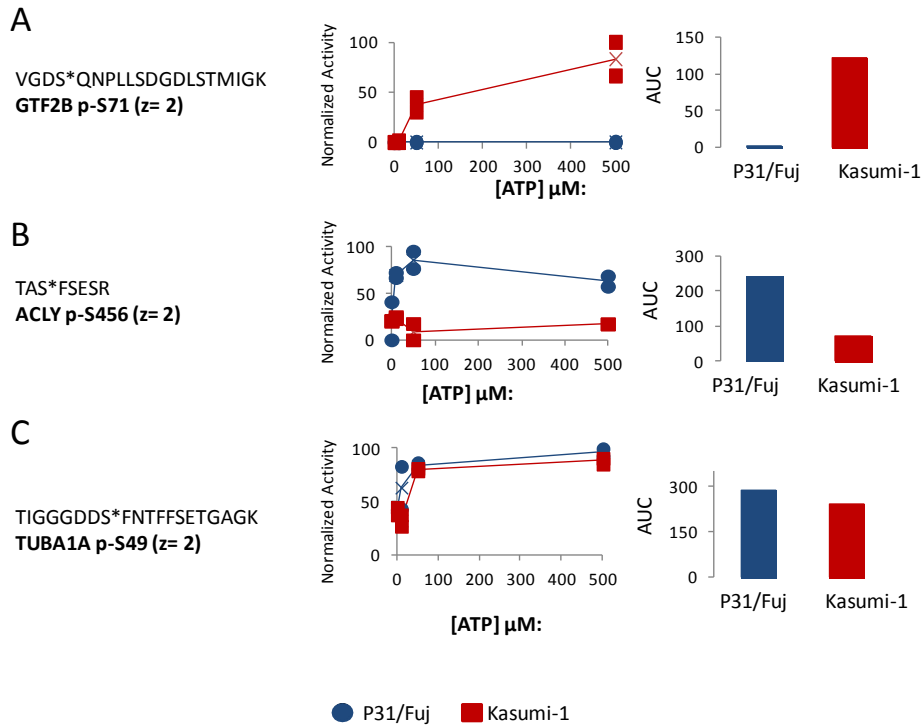 A
VGDS*QNPLLSDGDLSTMIGK
GTF2B p-S71 (z= 2)
Normalized Activity
100
50
0
0 100 200 300 400 500
[ATP] µM:
AUC
150
100
50
0
P31/Fuj Kasumi-1
B
TAS*FSESR
ACLY p-S456 (z= 2)
Normalized Activity
100
50
0
0 100 200 300 400 500
[ATP] µM:
AUC
300
200
100
0
P31/Fuj Kasumi-1
C
TIGGGDDS*FNTFFSETGAGK
TUBA1A p-S49 (z= 2)
Normalized Activity
100
50
0
0 100 200 300 400 500
[ATP] µM:
AUC
300
150
0
P31/Fuj Kasumi-1
P31/Fuj Kasumi-1